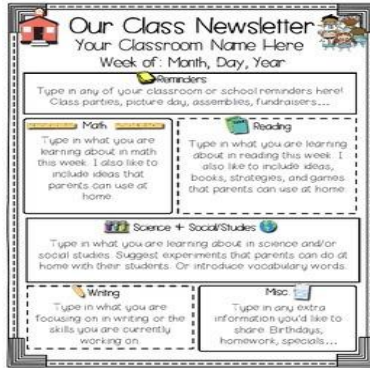 Our Class Newsletter
Your Classroom Name Here
Week of: Month, Day, Year
Reminders
Type in any of your classroom or school reminders here!
Class parties, picture day, assemblies, fundraisers...
Math
Type in what you are
learning about in math
this week. I also like to
include ideas that
parents can use at
home.
Reading
Type in what you are learning
about in reading this week. I
also like to include ideas,
books, strategies, and games
that parents can use at home.
Science + Social/Studies
Type in what you are learning about in science and/or
social studies. Suggest experiments that parents can do at
home with their students. Or introduce vocabulary words.
Writing
Type in what you are
focusing on in writing or the
skills you are currently
working on.
Misc.
Type in any extra
information you'd like to
share. Birthdays,
homework, specials...